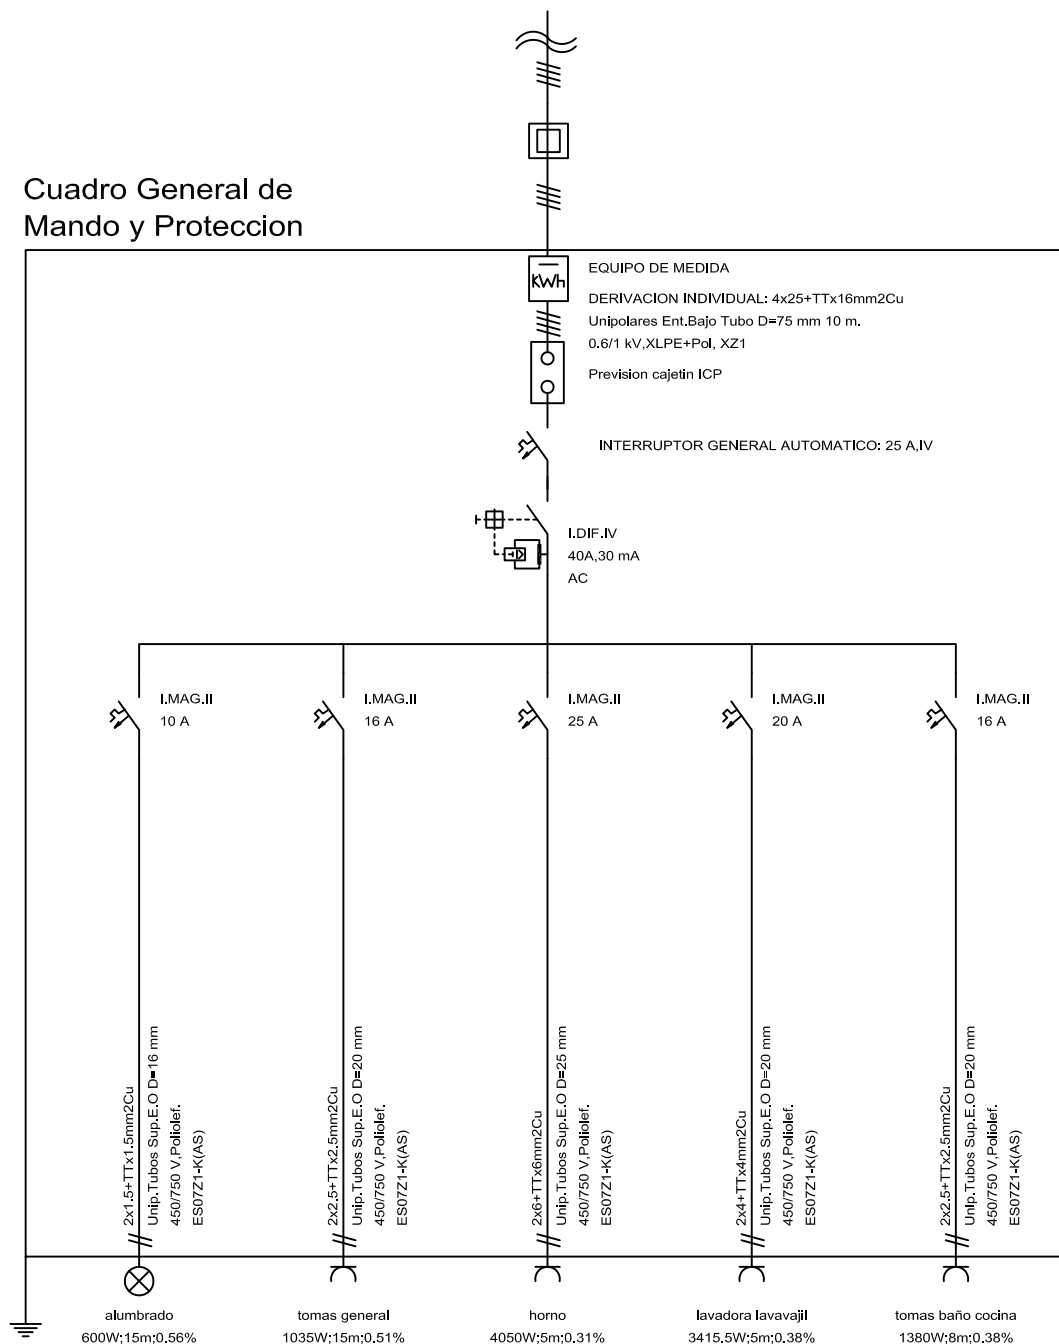 Cuadro General de
Mando y Proteccion
KWh
EQUIPO DE MEDIDA
DERIVACION INDIVIDUAL: 4x25+TTx16mm2Cu
Unipolares Ent.Bajo Tubo D=75 mm 10 m.
0.6/1 kV,XLPE+Pol, XZ1
Prevision cajetin ICP
INTERRUPTOR GENERAL AUTOMATICO: 25 A,IV
I.DIF.IV
40A,30 mA
AC
I.MAG.II
10 A
I.MAG.II
16 A
I.MAG.II
25 A
I.MAG.II
20 A
I.MAG.II
16 A
2x1.5+TTx1.5mm2Cu
Unip.Tubos Sup.E.O D=16 mm
450/750 V,Poliolef.
ES07Z1-K(AS)
2x2.5+TTx2.5mm2Cu
Unip.Tubos Sup.E.O D=20 mm
450/750 V,Poliolef.
ES07Z1-K(AS)
2x6+TTx6mm2Cu
Unip.Tubos Sup.E.O D=25 mm
450/750 V,Poliolef.
ES07Z1-K(AS)
2x4+TTx4mm2Cu
Unip.Tubos Sup.E.O D=20 mm
450/750 V,Poliolef.
ES07Z1-K(AS)
2x2.5+TTx2.5mm2Cu
Unip.Tubos Sup.E.O D=20 mm
450/750 V,Poliolef.
ES07Z1-K(AS)
alumbrado
600W;15m;0.56%
tomas general
1035W;15m;0.51%
horno
4050W;5m;0.31%
lavadora lavavajil
3415.5W;5m;0.38%
tomas baño cocina
1380W;8m;0.38%